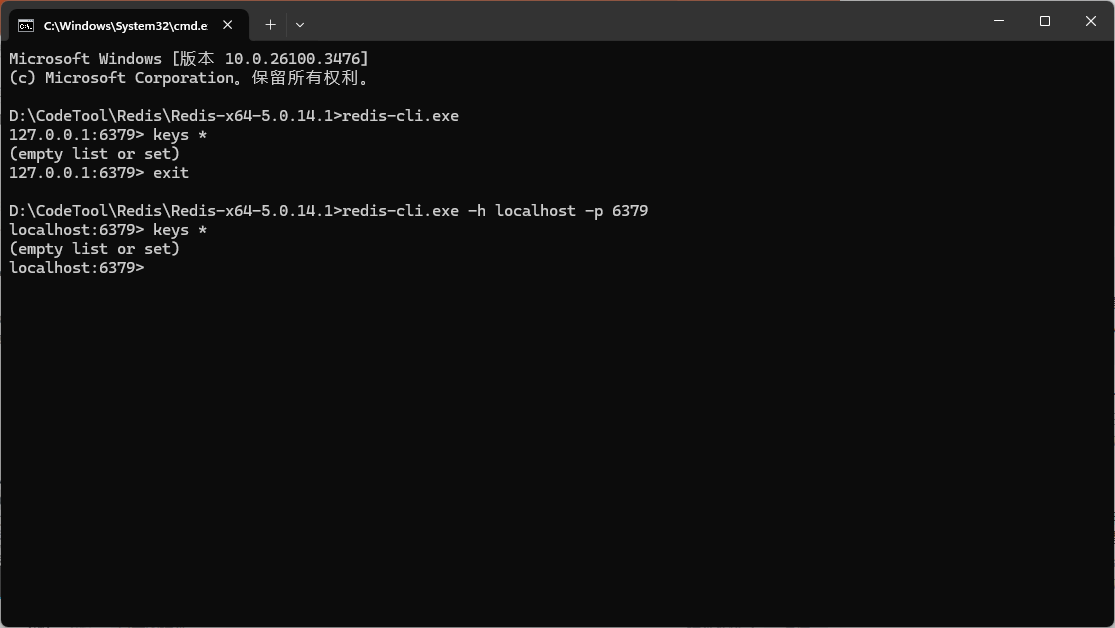 C:\Windows\System32\cmd.e
Microsoft Windows [版本 10.0.26100.3476]
(c) Microsoft Corporation。保留所有权利。
D:\CodeTool\Redis\Redis-x64-5.0.14.1>redis-cli.exe
127.0.0.1:6379> keys *
(empty list or set)
127.0.0.1:6379> exit
D:\CodeTool\Redis\Redis-x64-5.0.14.1>redis-cli.exe -h localhost -p 6379
localhost:6379> keys *
(empty list or set)
localhost:6379>